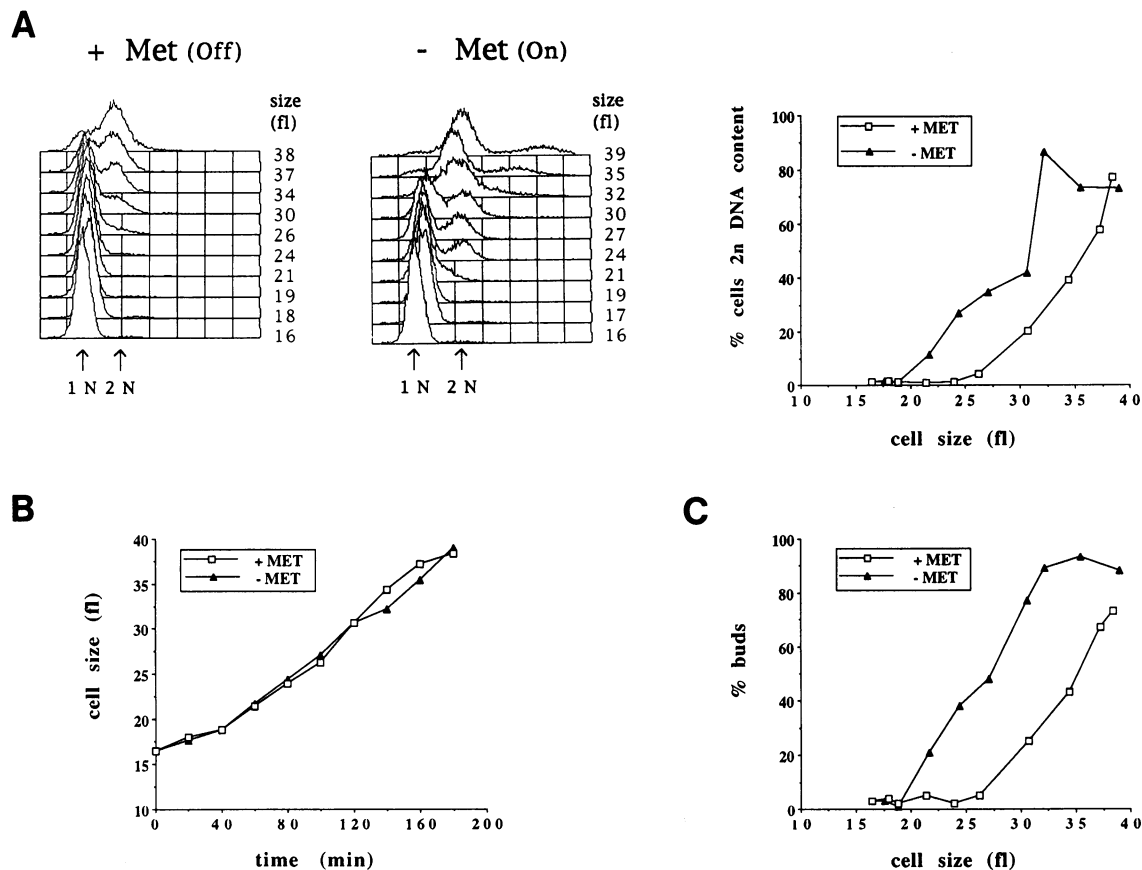 A
+ Met (Off)
size
(fl)
38
37
34
30
26
24
21
19
18
16
1 N 2 N
- Met (On)
size
(fl)
39
35
32
30
27
24
21
19
17
16
1 N 2 N
100
80
60
40
20
0
% cells 2n DNA content
+ MET
- MET
10 15 20 25 30 35 40
cell size (fl)
B
40
35
30
25
20
15
10
cell size (fl)
+ MET
- MET
0 40 80 120 160 200
time (min)
C
100
80
60
40
20
0
% buds
+ MET
- MET
10 15 20 25 30 35 40
cell size (fl)